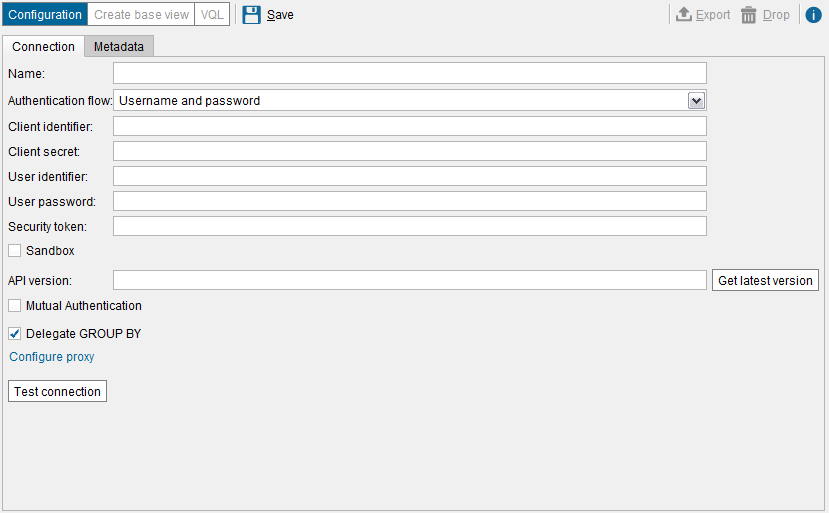 Configuration Create base view VQL Save Export Drop i
Connection Metadata
Name:
Authentication flow: Username and password
Client identifier:
Client secret:
User identifier:
User password:
Security token:
Sandbox
API version: Get latest version
Mutual Authentication
Delegate GROUP BY
Configure proxy
Test connection